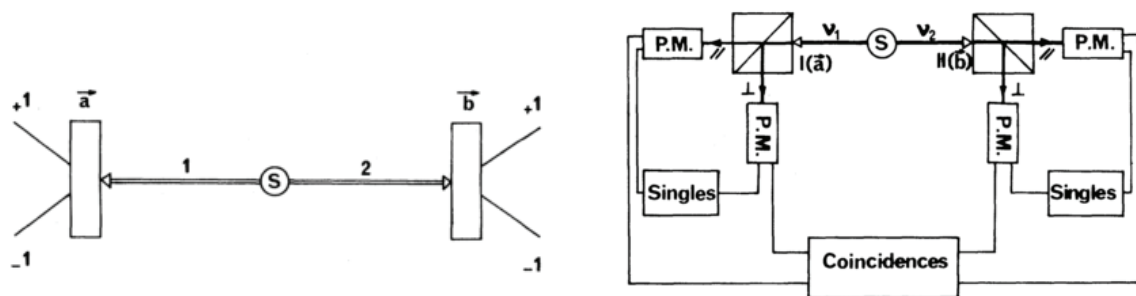 +1
a⃗
b⃗
+1
1
S
2
-1
-1
P.M.
//
I(a⃗)
ν₁
S
ν₂
II(b⃗)
//
P.M.
⊥
⊥
P.M.
P.M.
Singles
Singles
Coincidences